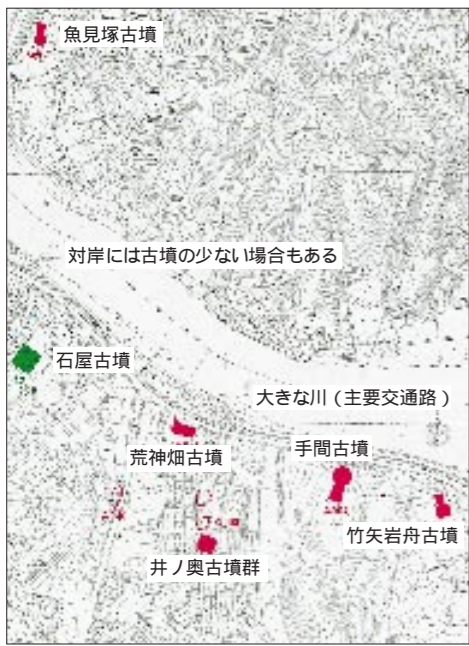 魚見塚古墳
対岸には古墳の少ない場合もある
石屋古墳
大きな川（主要交通路）
荒神畑古墳
手間古墳
竹矢岩舟古墳
井ノ奥古墳群